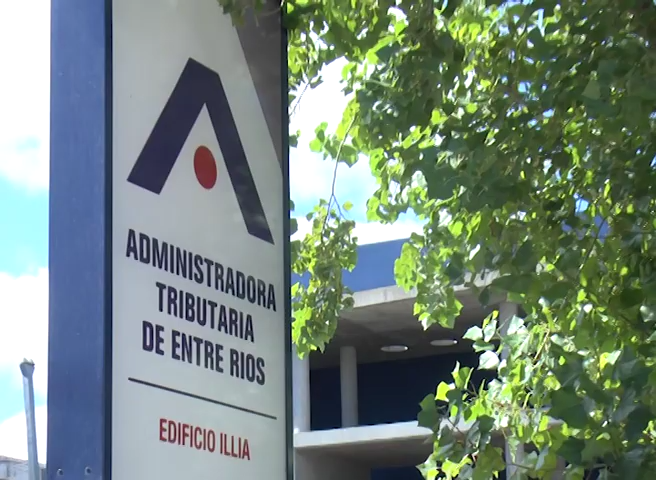 ADMINISTRADORA
TRIBUTARIA
DE ENTRE RIOS
EDIFICIO ILLIA